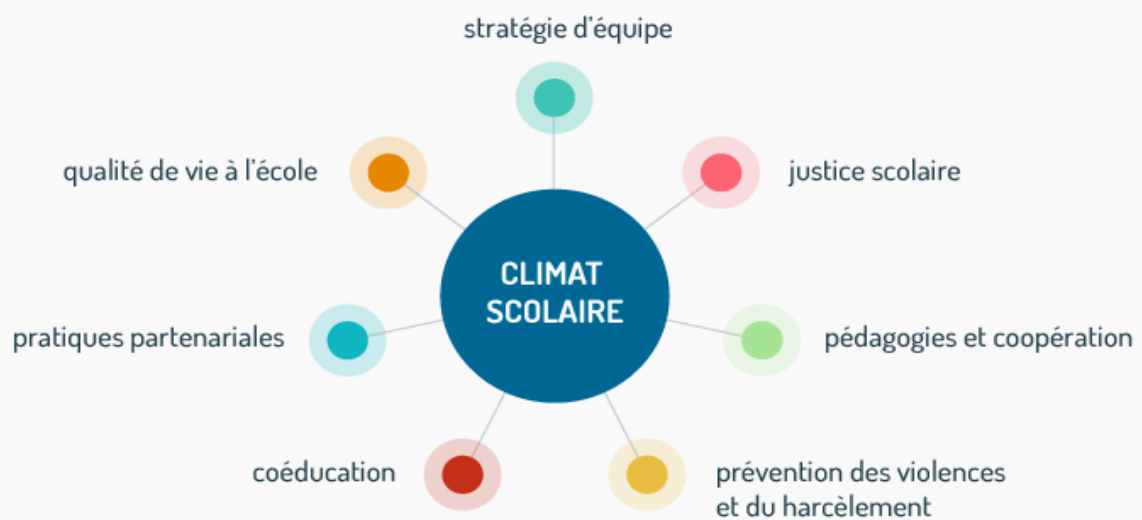 stratégie d'équipe
qualité de vie à l'école
justice scolaire
CLIMAT
SCOLAIRE
pratiques partenariales
pédagogies et coopération
coéducation
prévention des violences
et du harcèlement